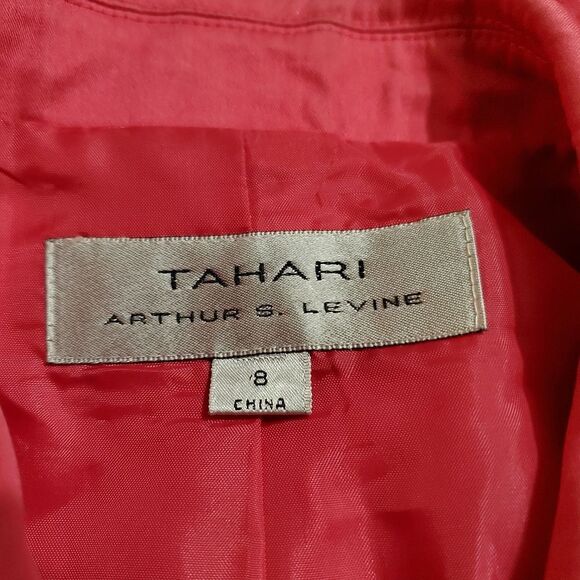 TAHARI
ARTHUR S. LEVINE
8
CHINA